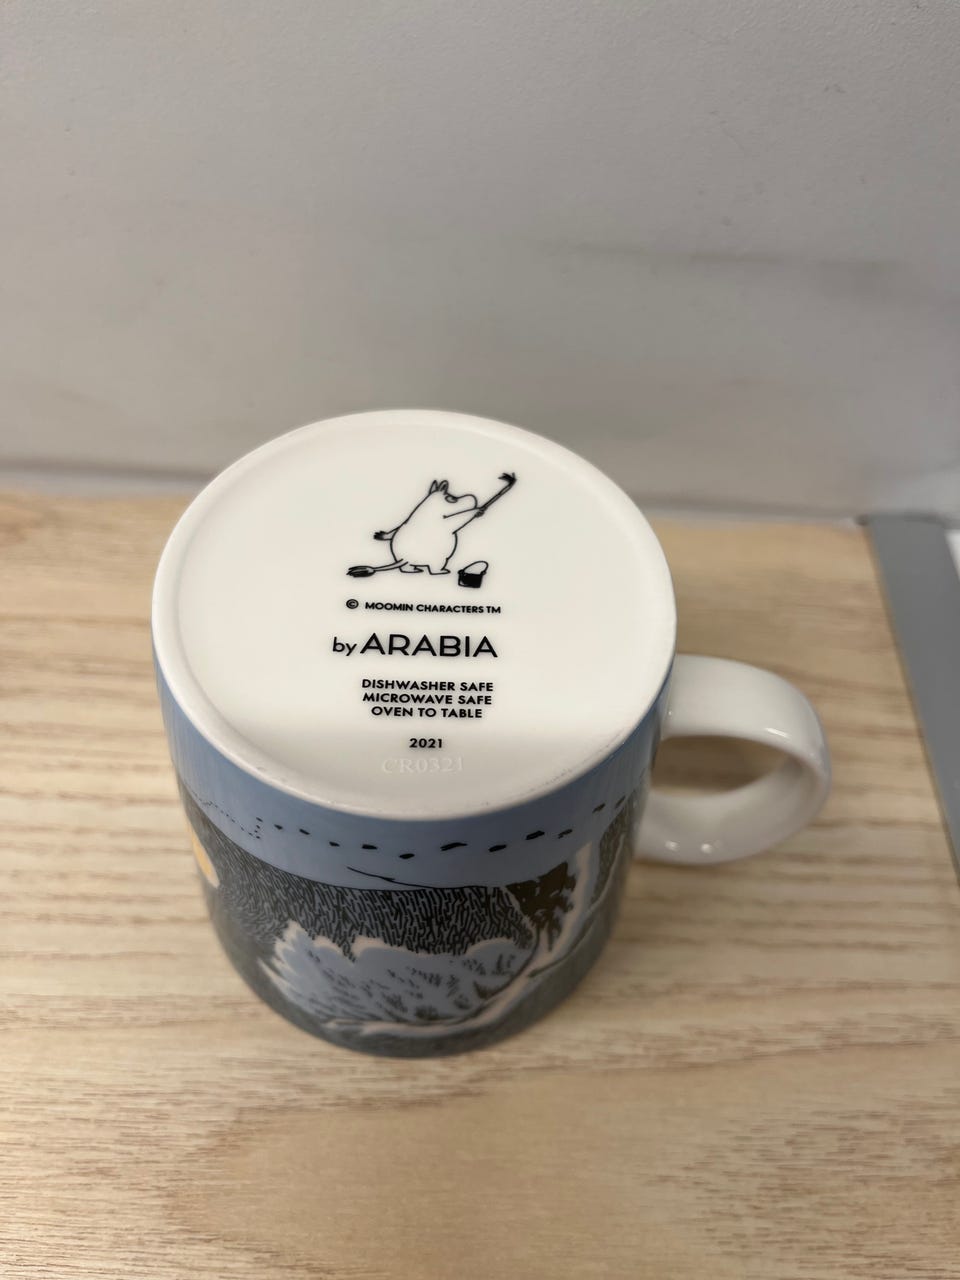 © MOOMIN CHARACTERS TM
by ARABIA
DISHWASHER SAFE
MICROWAVE SAFE
OVEN TO TABLE
2021
CR0321